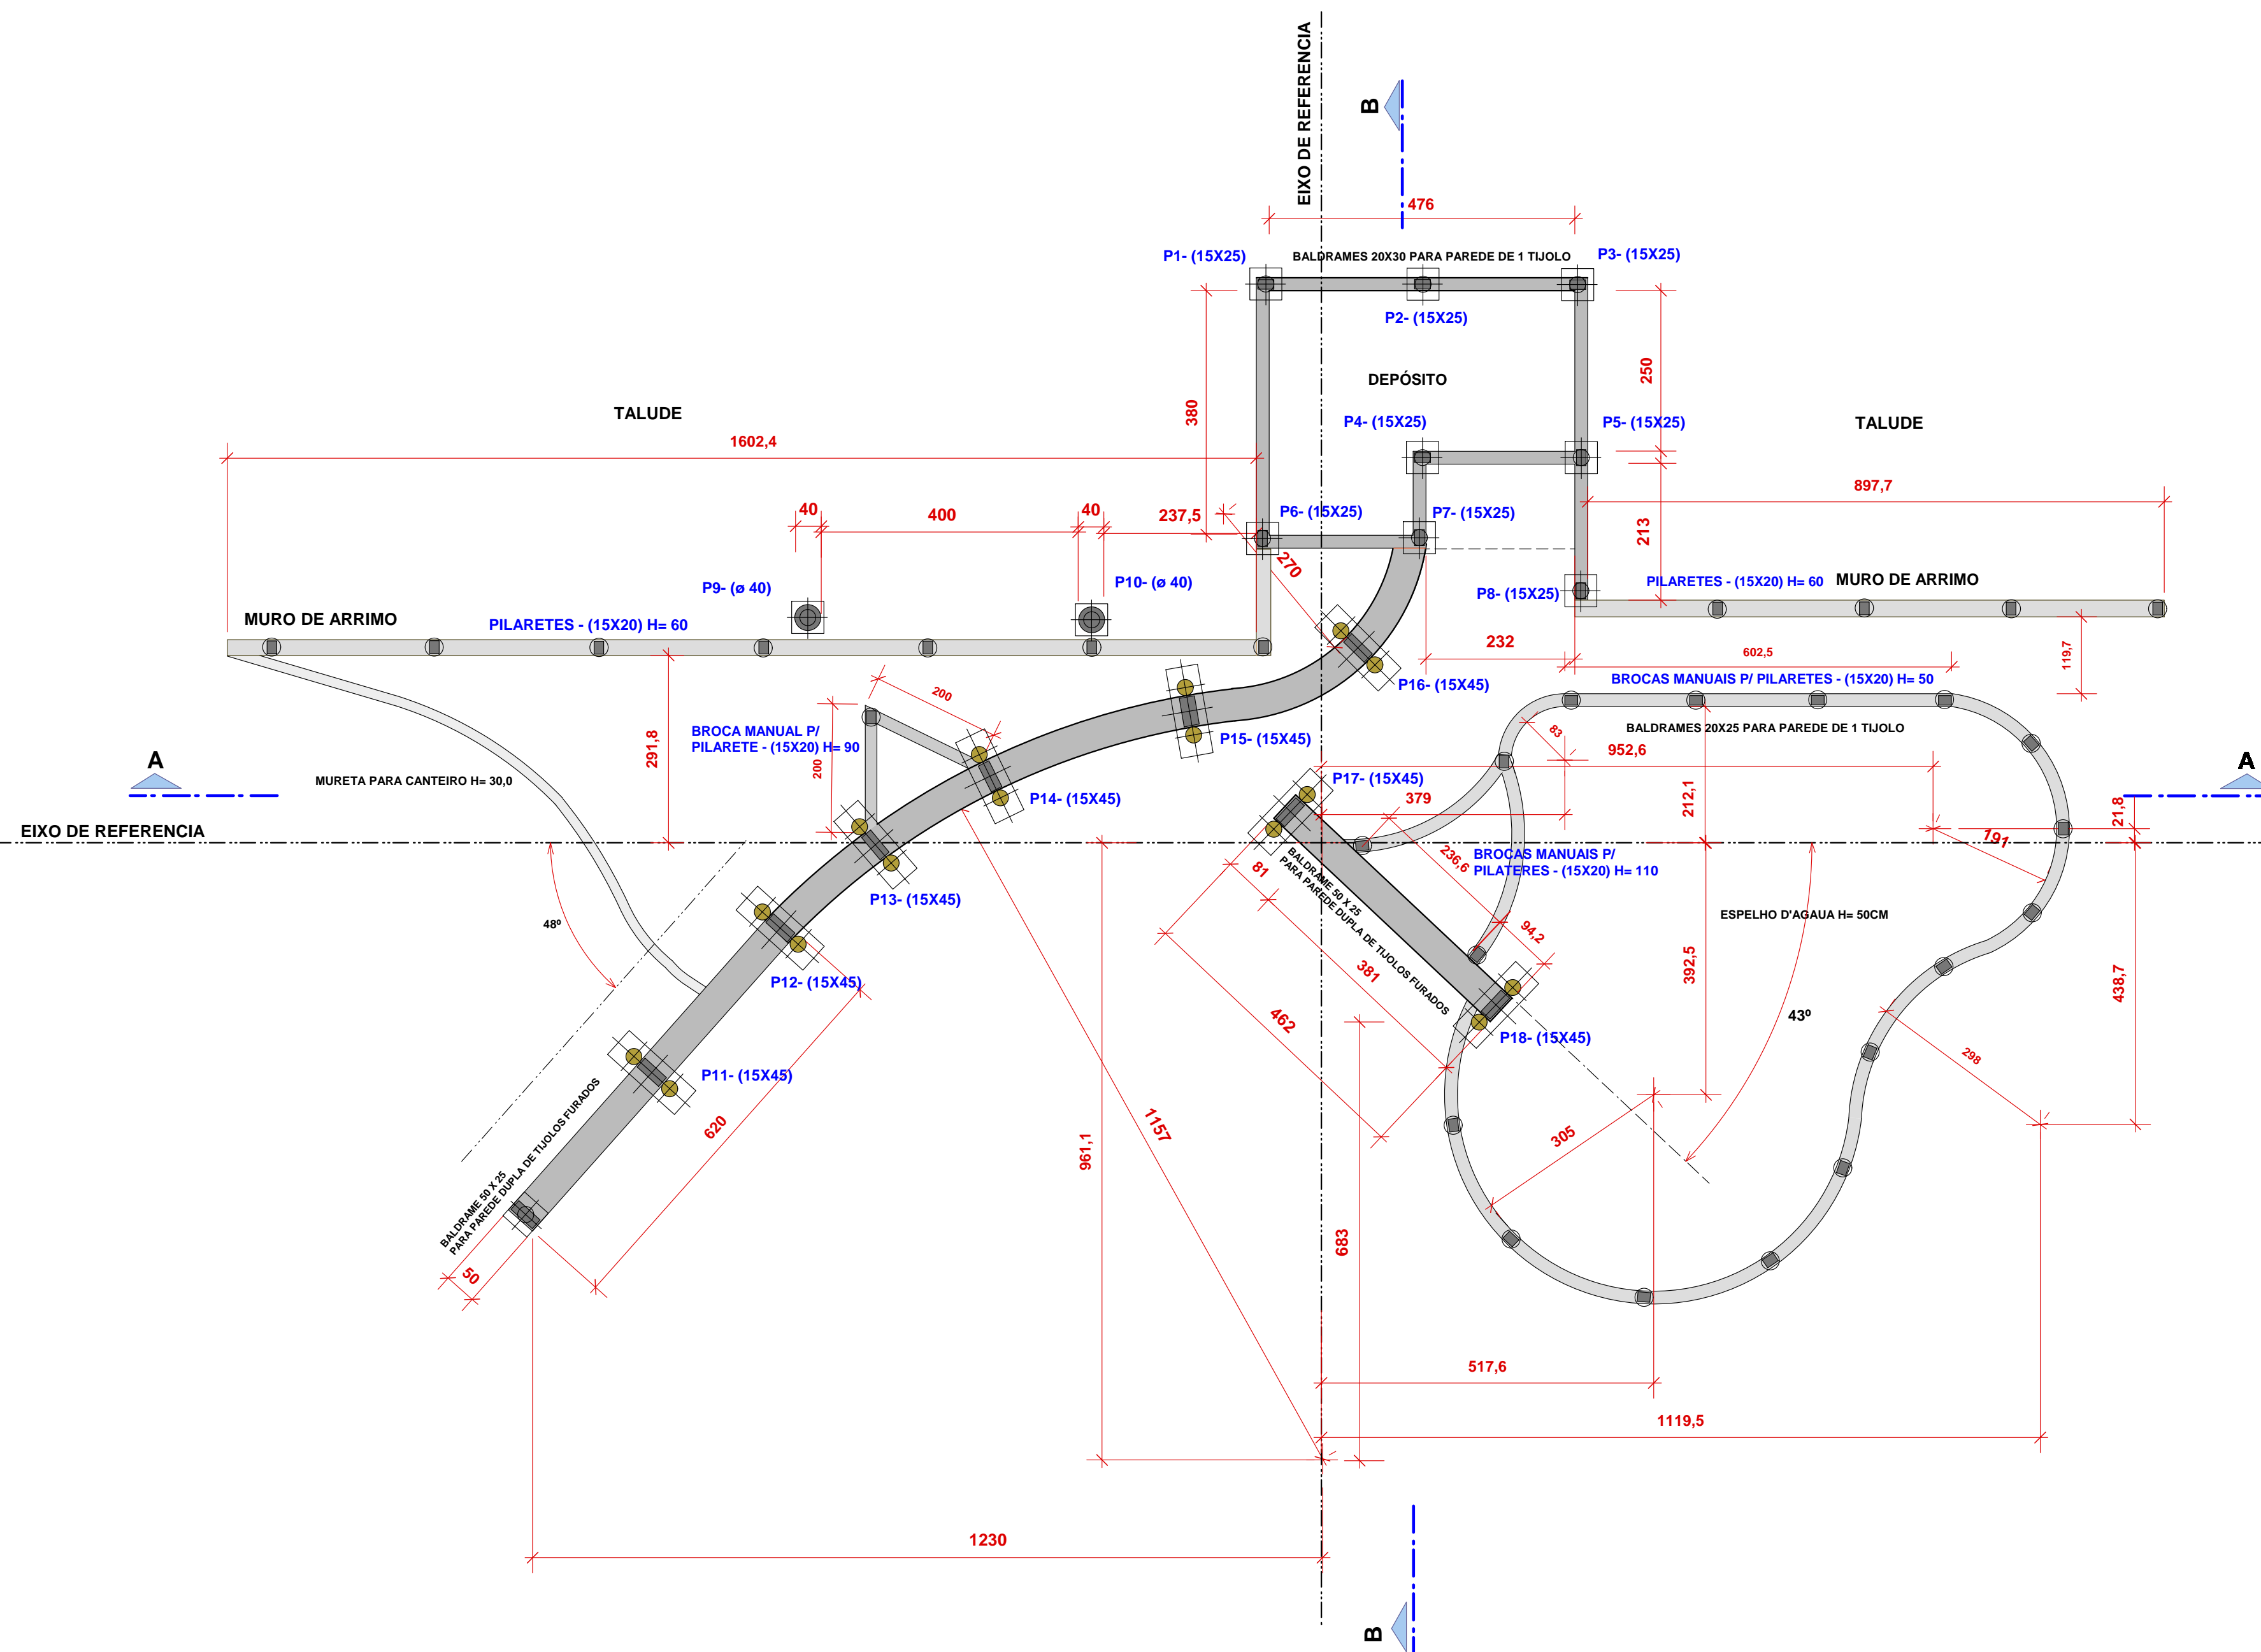 EIXO DE REFERENCIA
B
476
P1- (15X25)
BALDRAMES 20X30 PARA PAREDE DE 1 TIJOLO
P3- (15X25)
P2- (15X25)
DEPÓSITO
250
380
TALUDE
1602,4
P4- (15X25)
P5- (15X25)
TALUDE
897,7
40
400
40
237,5
P6- (15X25)
P7- (15X25)
213
270
P9- (ø 40)
P10- (ø 40)
P8- (15X25)
PILARETES - (15X20) H= 60
MURO DE ARRIMO
MURO DE ARRIMO
PILARETES - (15X20) H= 60
232
602,5
119,7
P16- (15X45)
BROCAS MANUAIS P/ PILARETES - (15X20) H= 50
200
BROCA MANUAL P/
PILARETE - (15X20) H= 90
200
291,8
P15- (15X45)
83
BALDRAMES 20X25 PARA PAREDE DE 1 TIJOLO
952,6
A
MURETA PARA CANTEIRO H= 30,0
P14- (15X45)
P17- (15X45)
379
212,1
21,8
A
EIXO DE REFERENCIA
191
BROCAS MANUAIS P/
PILATERES - (15X20) H= 110
236,6
81
BALDRAME 50 X 25
PARA PAREDE DUPLA DE TIJOLOS FURADOS
P13- (15X45)
48º
94,2
ESPELHO D'AGAUA H= 50CM
392,5
438,7
381
462
P12- (15X45)
43º
P18- (15X45)
298
P11- (15X45)
620
1157
961,1
305
BALDRAME 50 X 25
PARA PAREDE DUPLA DE TIJOLOS FURADOS
50
683
517,6
1119,5
1230
B